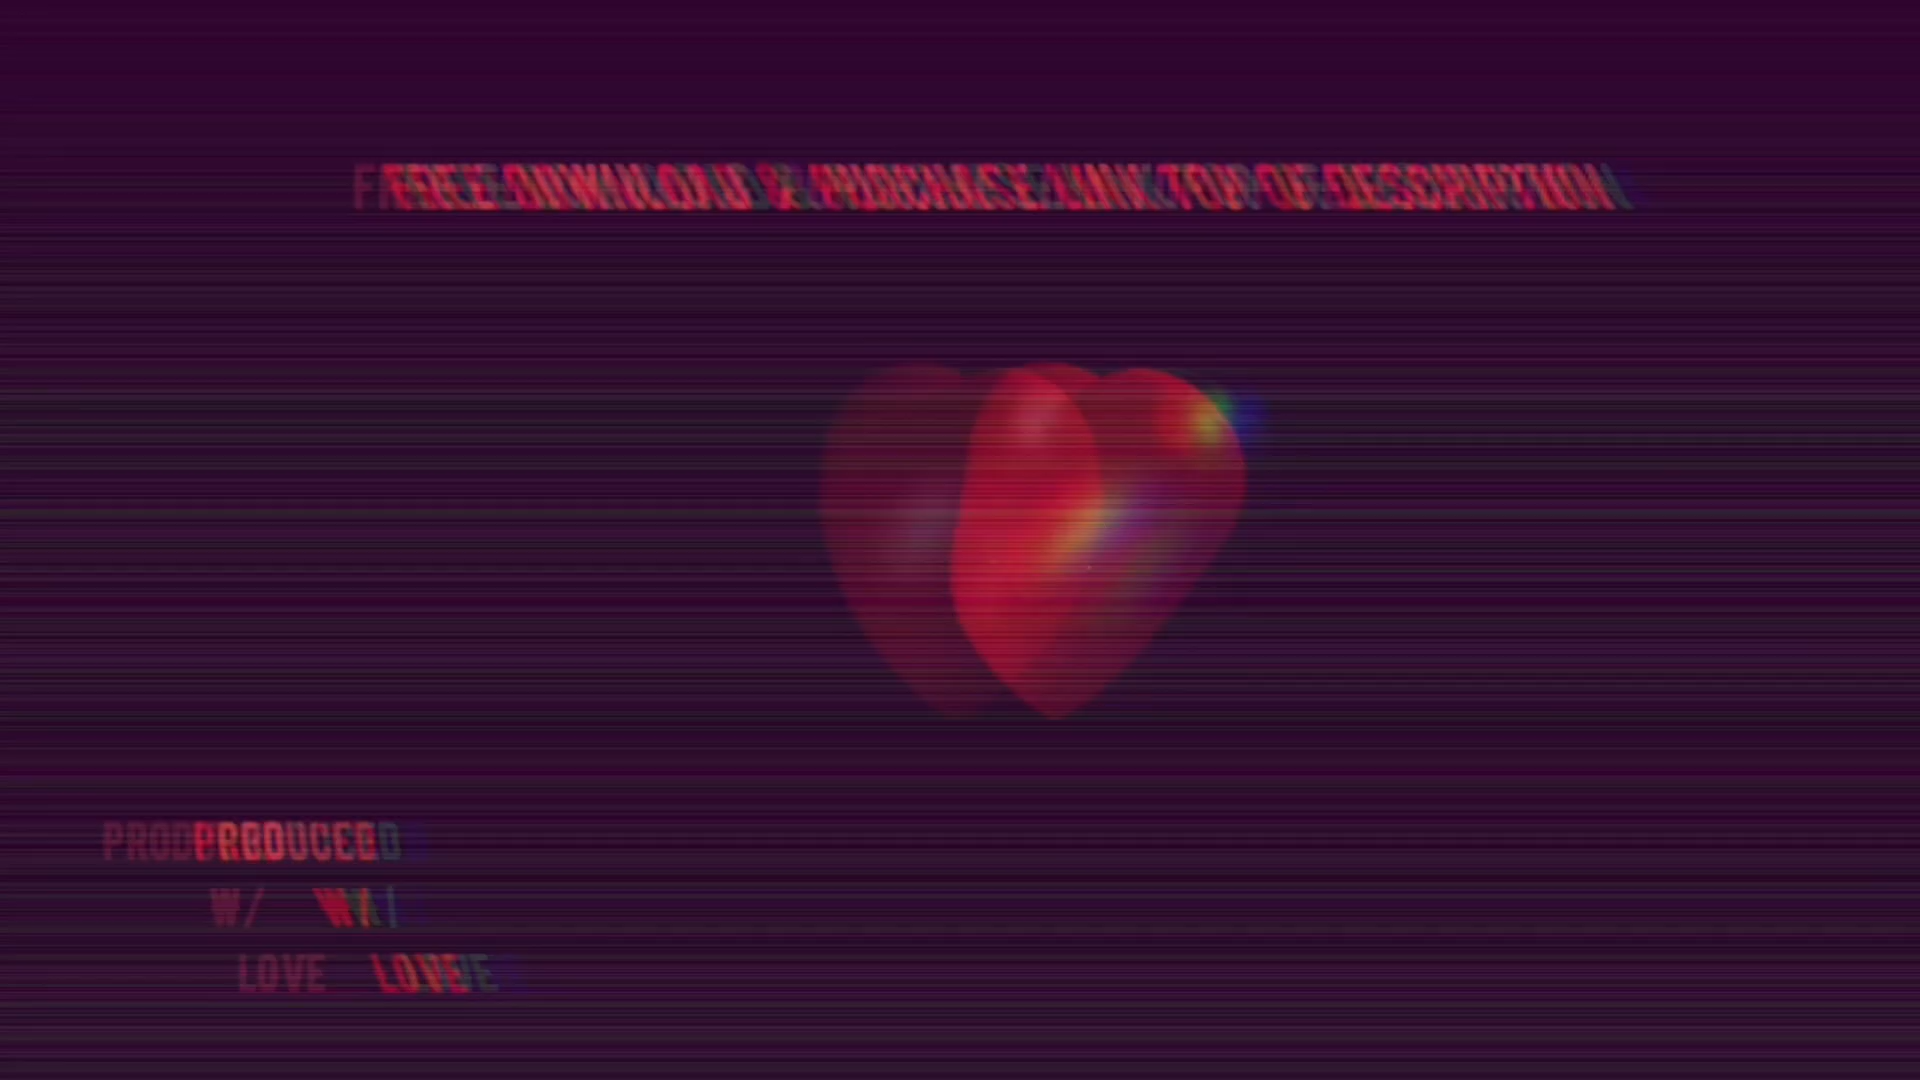 FREE DOWNLOAD & PURCHASE LINK TOP OF DESCRIPTION
PRODUCED
W/
LOVE